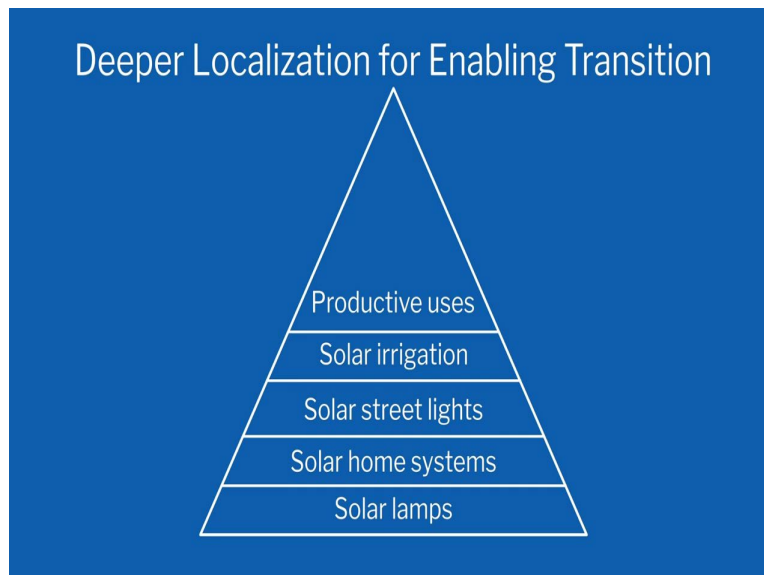 Deeper Localization for Enabling Transition
Productive uses
Solar irrigation
Solar street lights
Solar home systems
Solar lamps